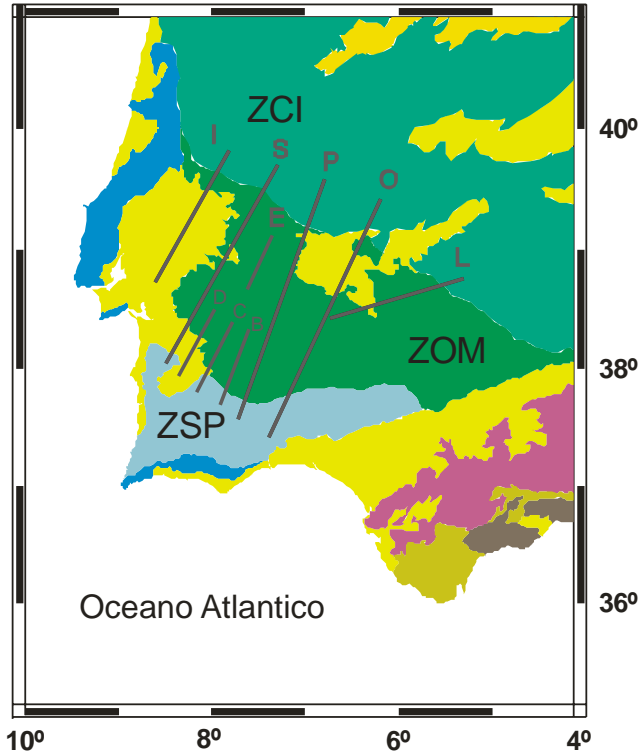 ZCI
40º
I
S
P
O
E
L
D
C
B
ZOM
38º
ZSP
Oceano Atlantico
36º
10º 8º 6º 4º